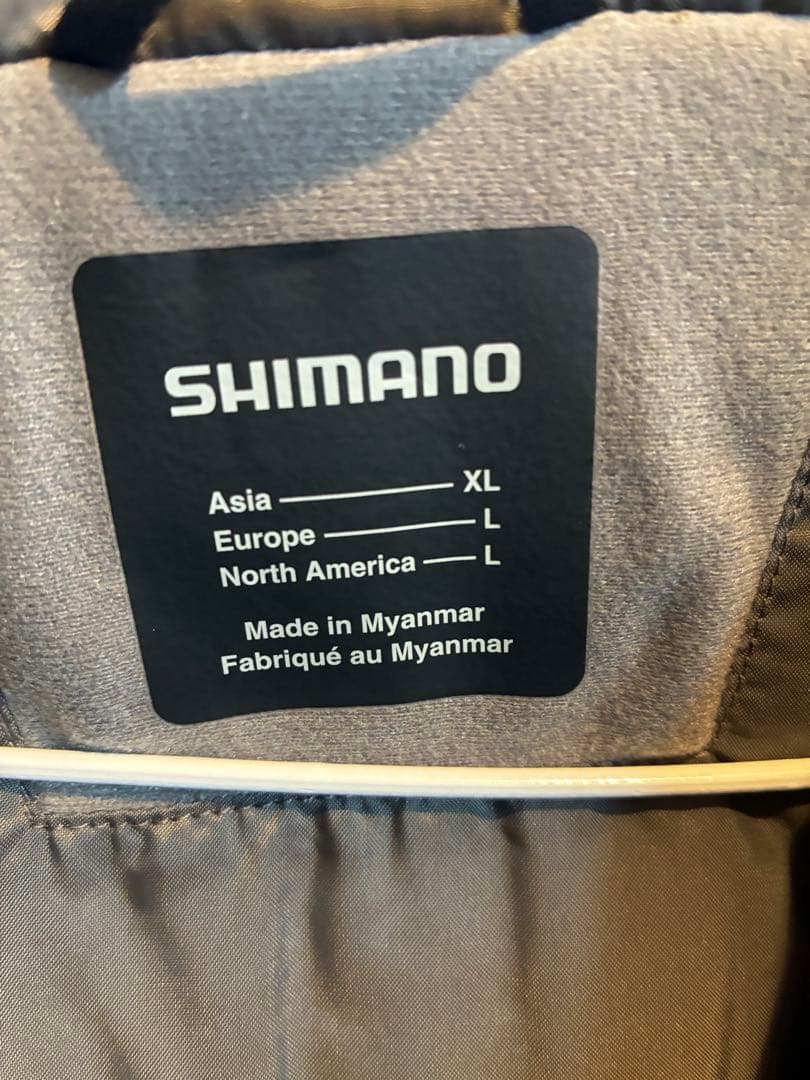 SHIMANO
Asia — XL
Europe — L
North America — L
Made in Myanmar
Fabriqué au Myanmar